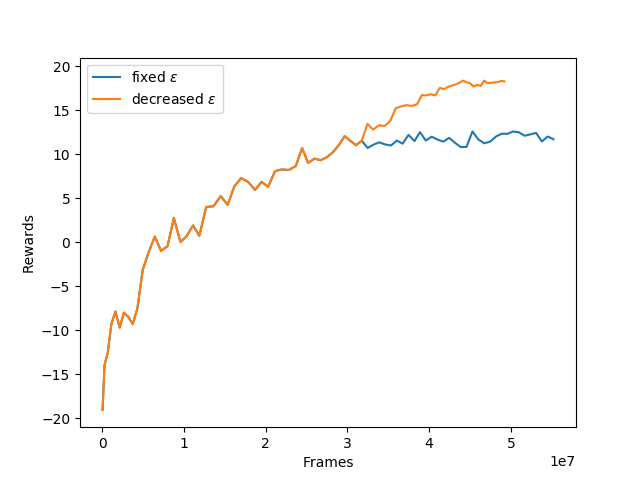 20
15
10
5
0
−5
−10
−15
−20
Rewards
fixed ε
decreased ε
0 1 2 3 4 5
1e7
Frames